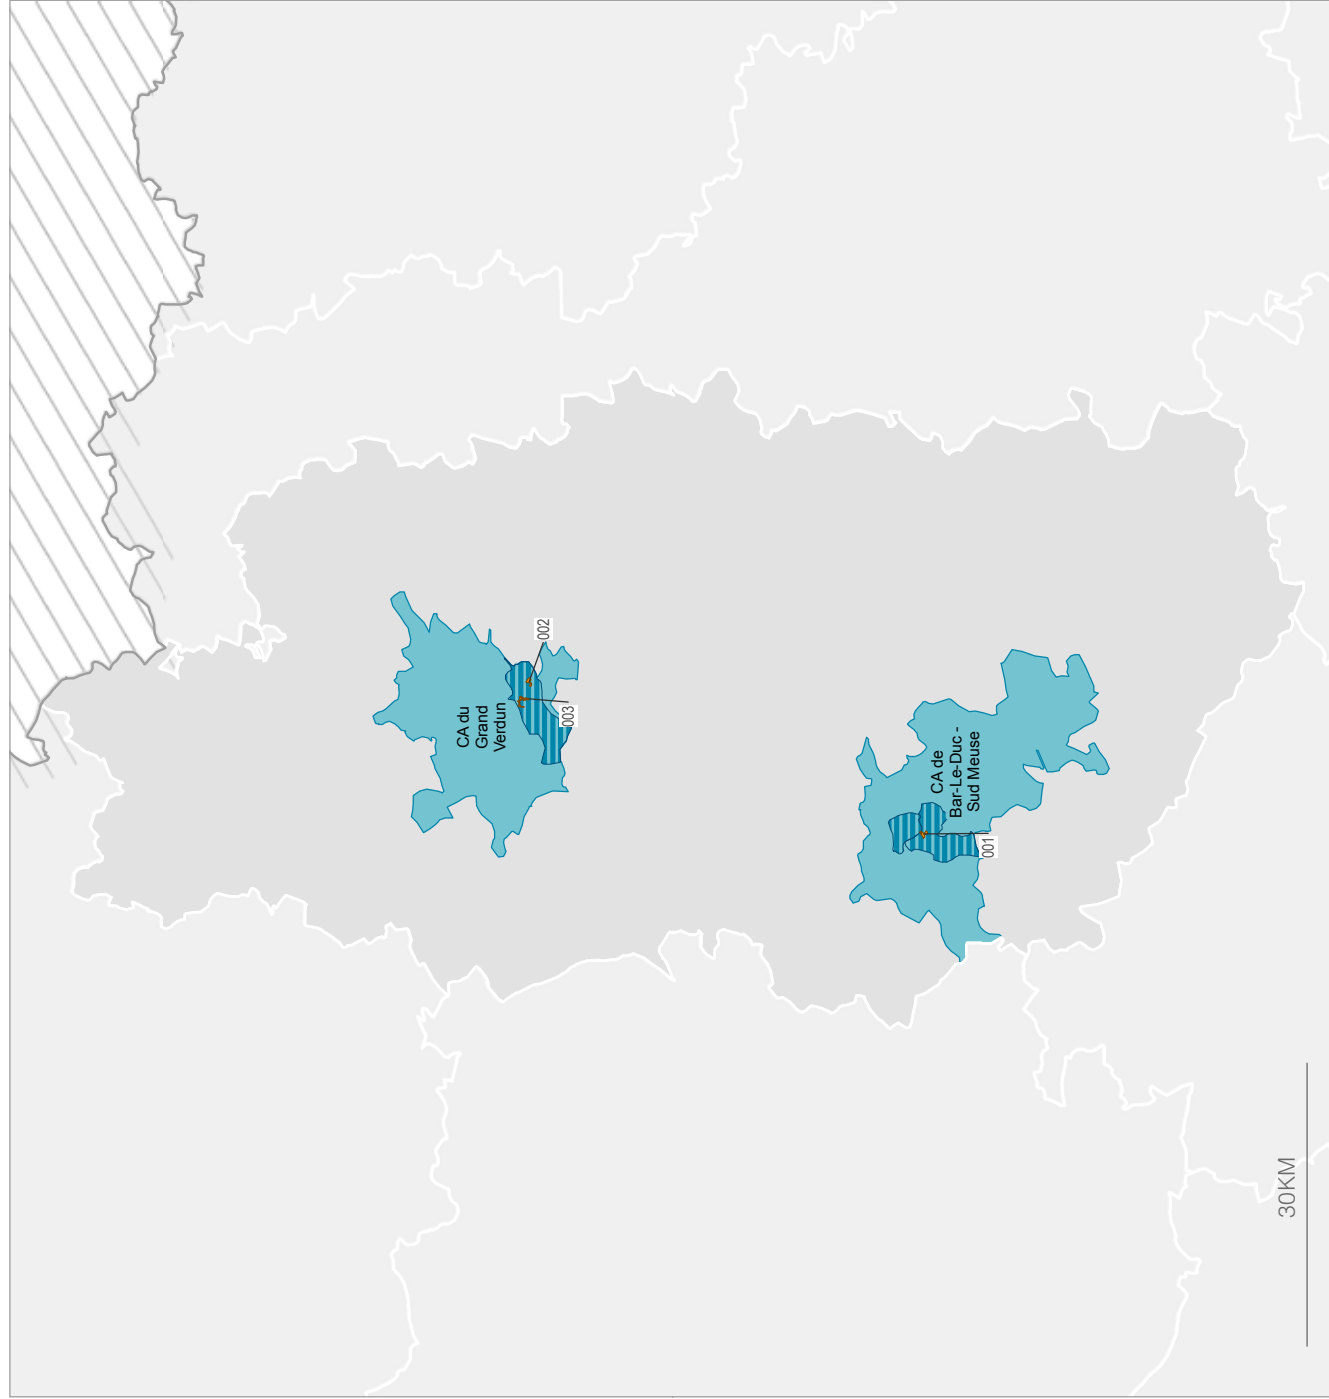 CA du
Grand
Verdun
002
003
CA de
Bar-Le-Duc -
Sud Meuse
001
30KM